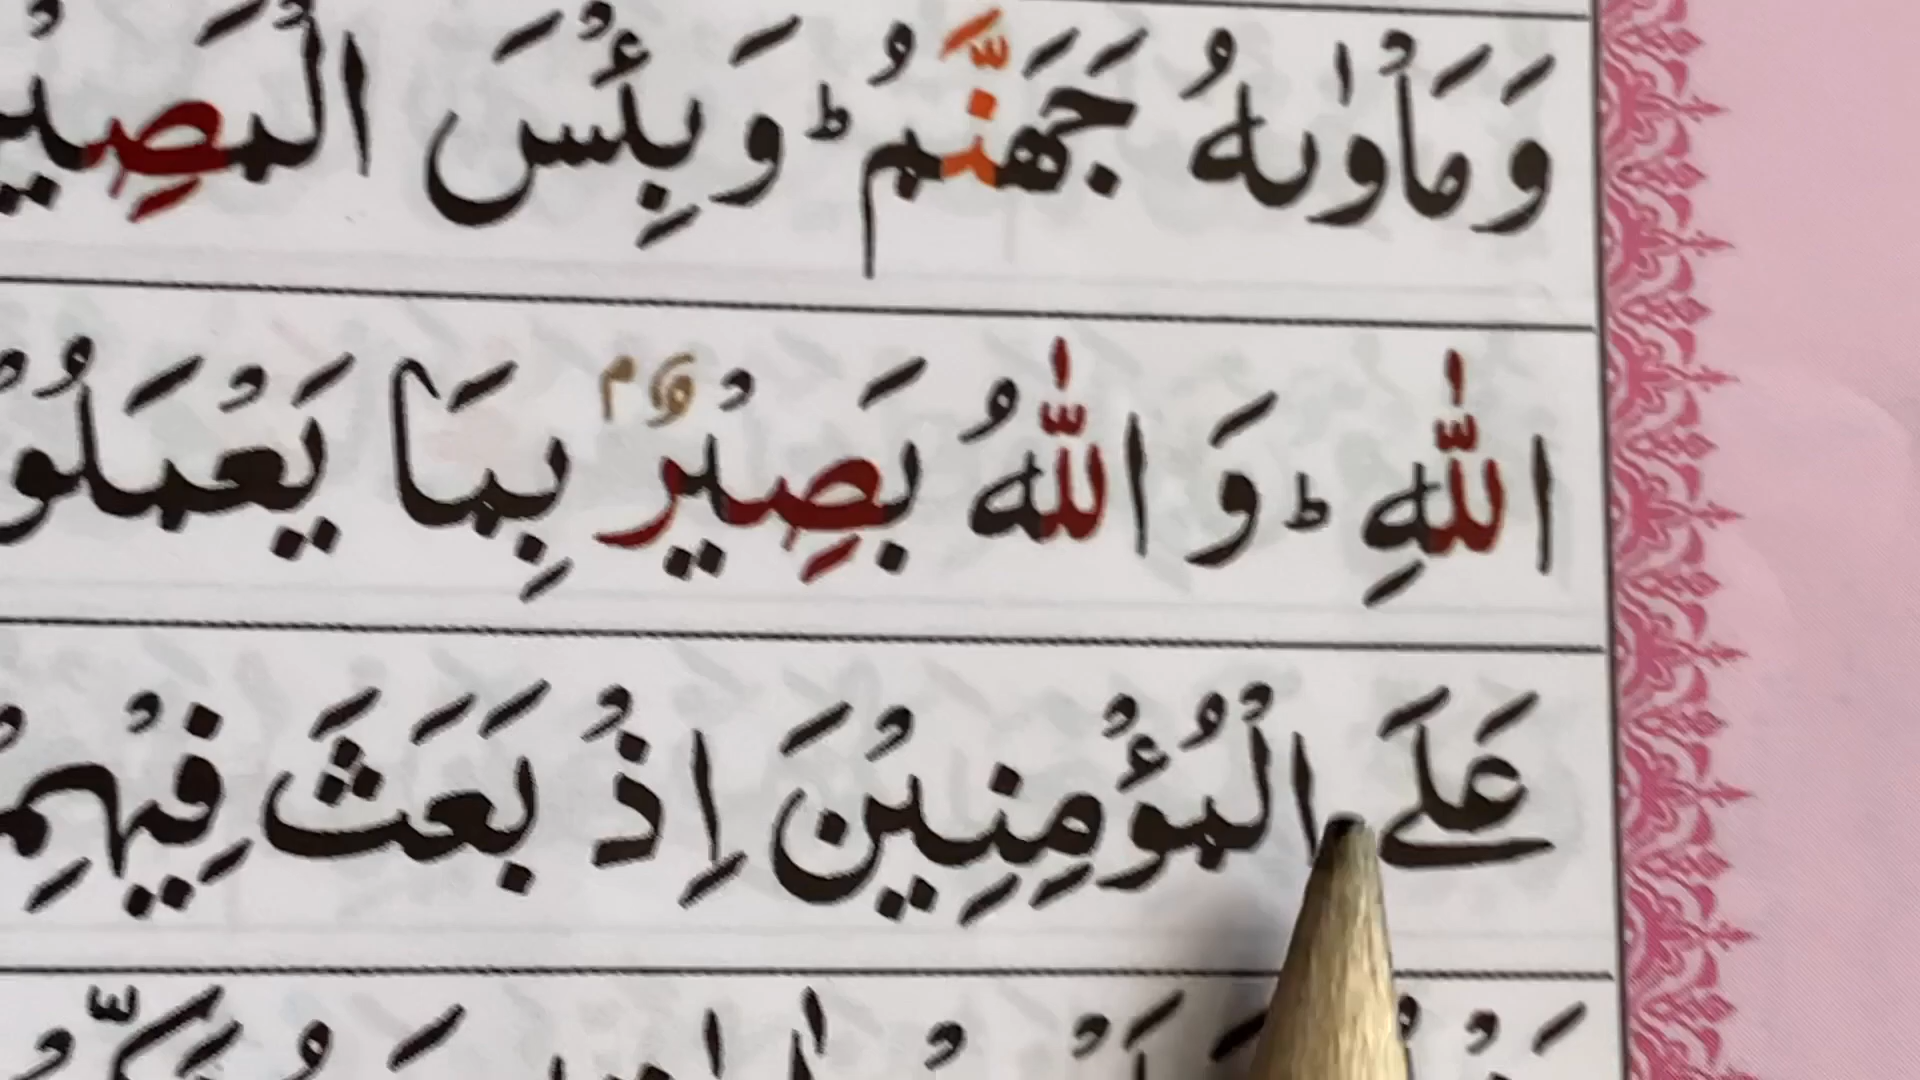 وَمَاْوٰىهُ جَهَنَّمُ ؕ وَبِئْسَ الْمَصِيْ
اللّٰهِ ؕ وَ اللّٰهُ بَصِيْرٌۢ بِمَا يَعْمَلُو
عَلَى الْمُؤْمِنِيْنَ اِذْ بَعَثَ فِيْهِمْ